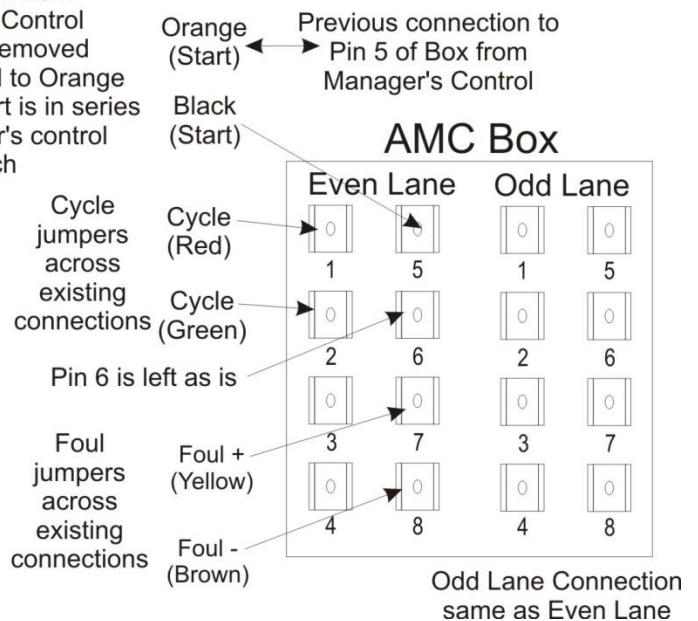 Control
emoved
to Orange
rt is in series
r's control
ch
Orange
(Start)
Previous connection to
Pin 5 of Box from
Manager's Control
Black
(Start)
AMC Box
Even Lane
Odd Lane
Cycle
jumpers
across
existing
connections
Cycle
(Red)
Cycle
(Green)
Pin 6 is left as is
Foul
jumpers
across
existing
connections
Foul +
(Yellow)
Foul -
(Brown)
1 5 1 5
2 6 2 6
3 7 3 7
4 8 4 8
Odd Lane Connection
same as Even Lane